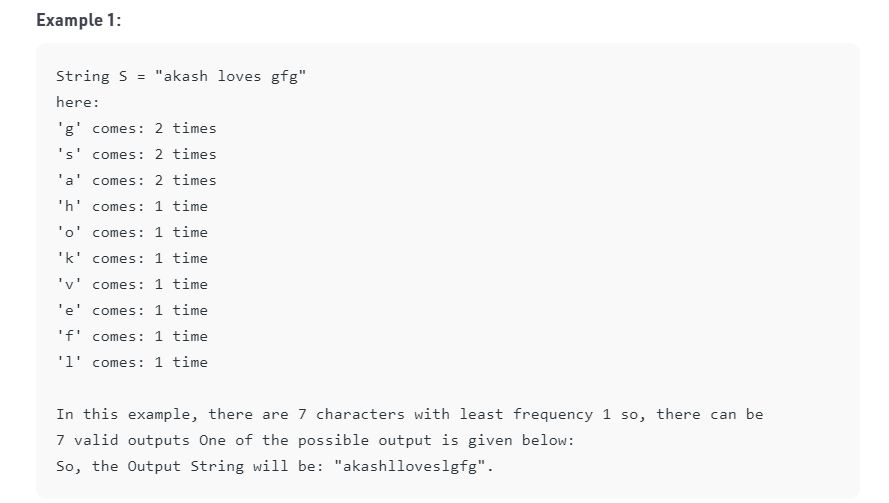 Example 1:
String S = "akash loves gfg"
here:
'g' comes: 2 times
's' comes: 2 times
'a' comes: 2 times
'h' comes: 1 time
'o' comes: 1 time
'k' comes: 1 time
'v' comes: 1 time
'e' comes: 1 time
'f' comes: 1 time
'l' comes: 1 time
In this example, there are 7 characters with least frequency 1 so, there can be
7 valid outputs One of the possible output is given below:
So, the Output String will be: "akashlloveslgfg".